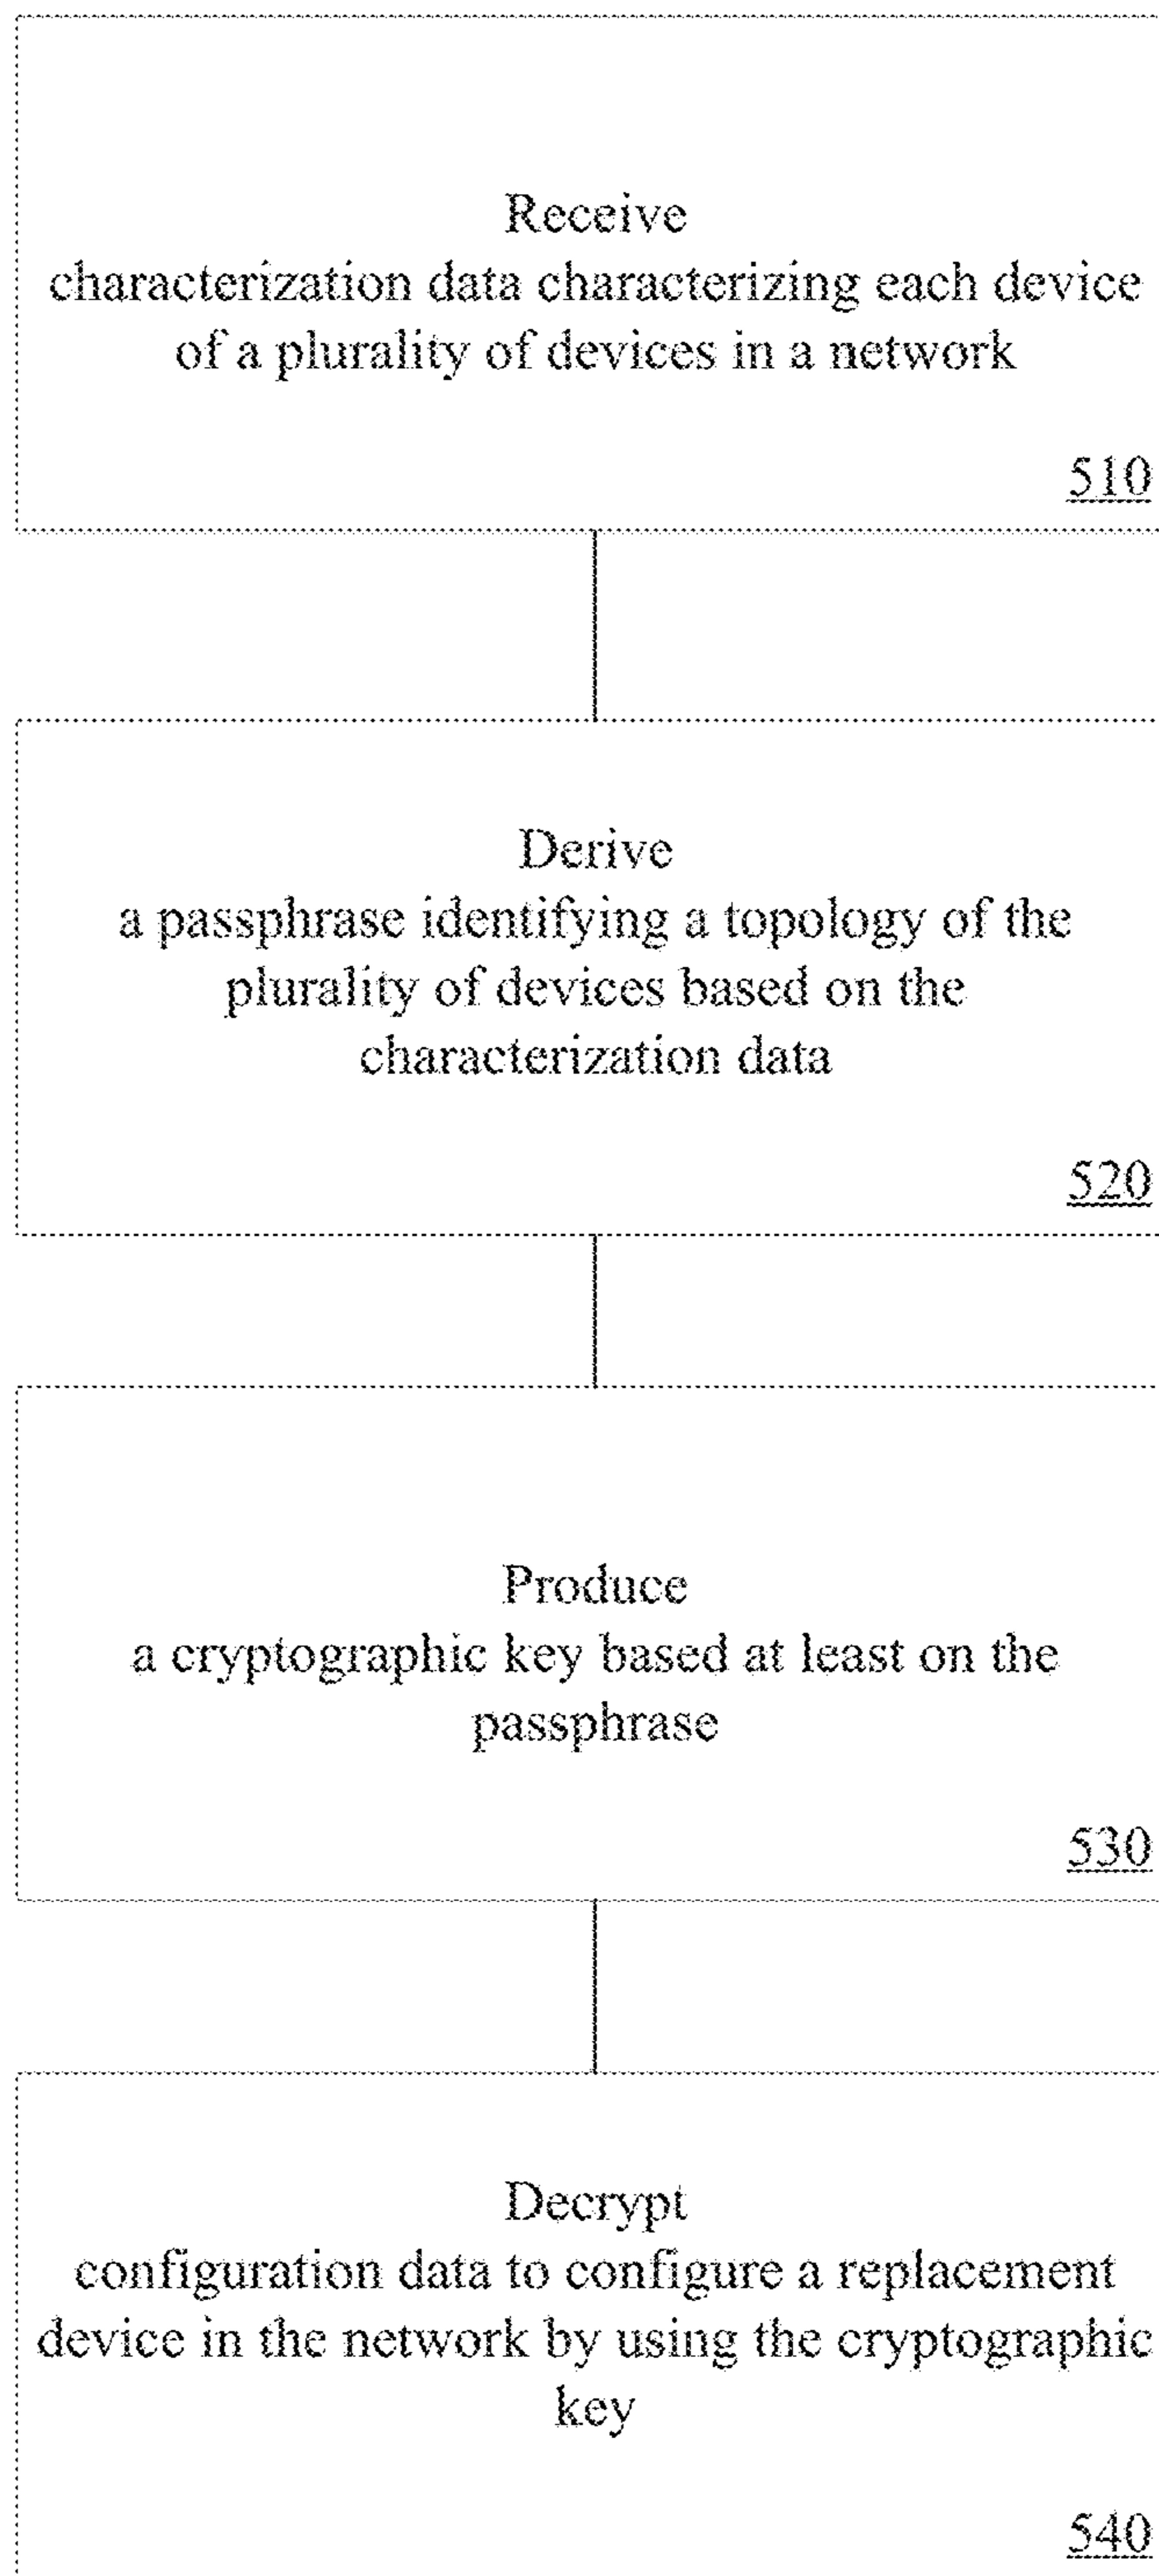 Receive
characterization data characterizing each device
of a plurality of devices in a network
510
Derive
a passphrase identifying a topology of the
plurality of devices based on the
characterization data
520
Produce
a cryptographic key based at least on the
passphrase
530
Decrypt
configuration data to configure a replacement
device in the network by using the cryptographic
key
540